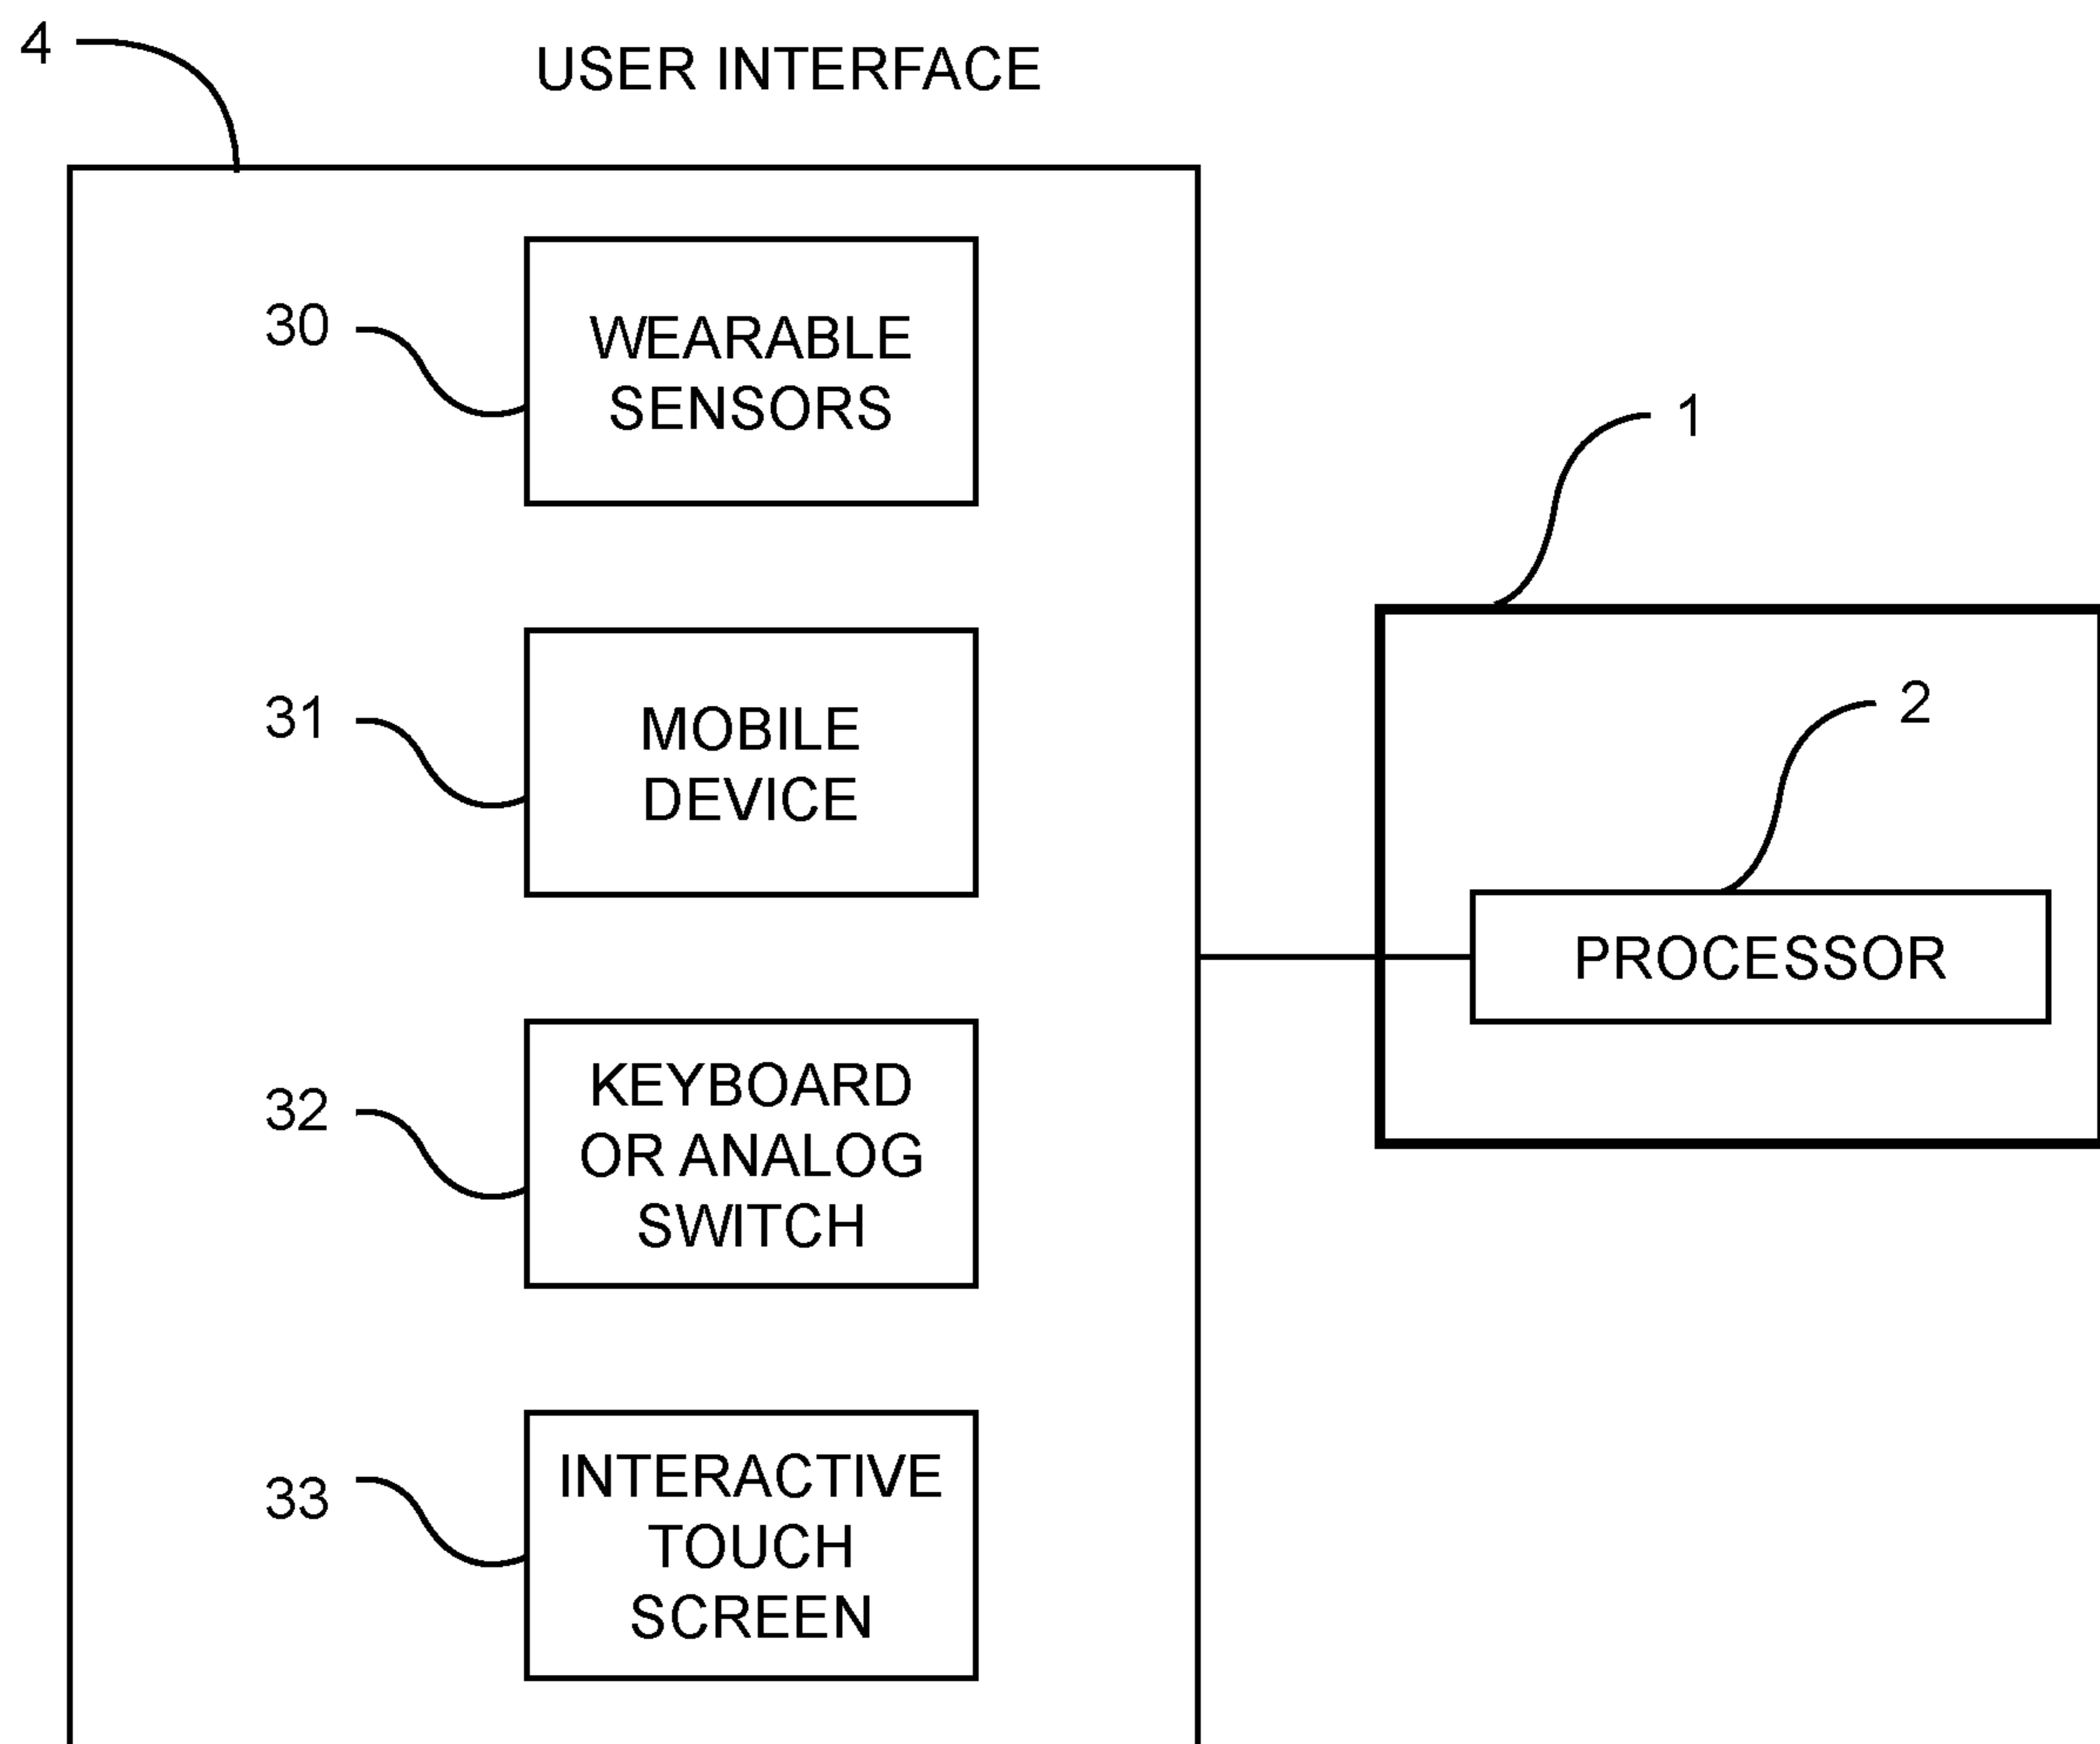 4
USER INTERFACE
30
WEARABLE
SENSORS
1
31
MOBILE
DEVICE
2
PROCESSOR
32
KEYBOARD
OR ANALOG
SWITCH
33
INTERACTIVE
TOUCH
SCREEN